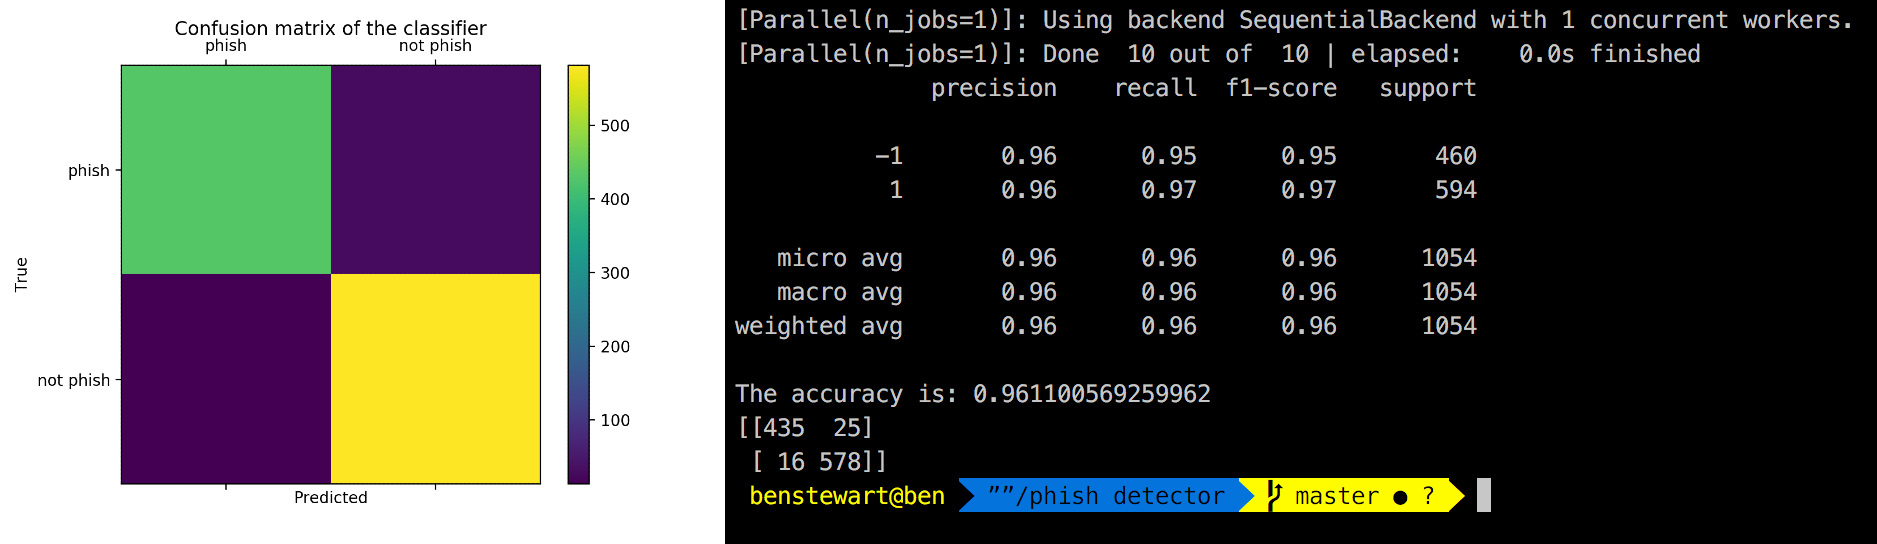 Confusion matrix of the classifier
phish not phish
phish
not phish
True
Predicted
500
400
300
200
100
[Parallel(n_jobs=1)]: Using backend SequentialBackend with 1 concurrent workers.
[Parallel(n_jobs=1)]: Done  10 out of  10 | elapsed:    0.0s finished
precision    recall  f1-score   support
-1       0.96      0.95      0.95       460
1       0.96      0.97      0.97       594
micro avg       0.96      0.96      0.96      1054
macro avg       0.96      0.96      0.96      1054
weighted avg       0.96      0.96      0.96      1054
The accuracy is: 0.961100569259962
[[435  25]
[ 16 578]]
benstewart@ben ””/phish detector master ● ?